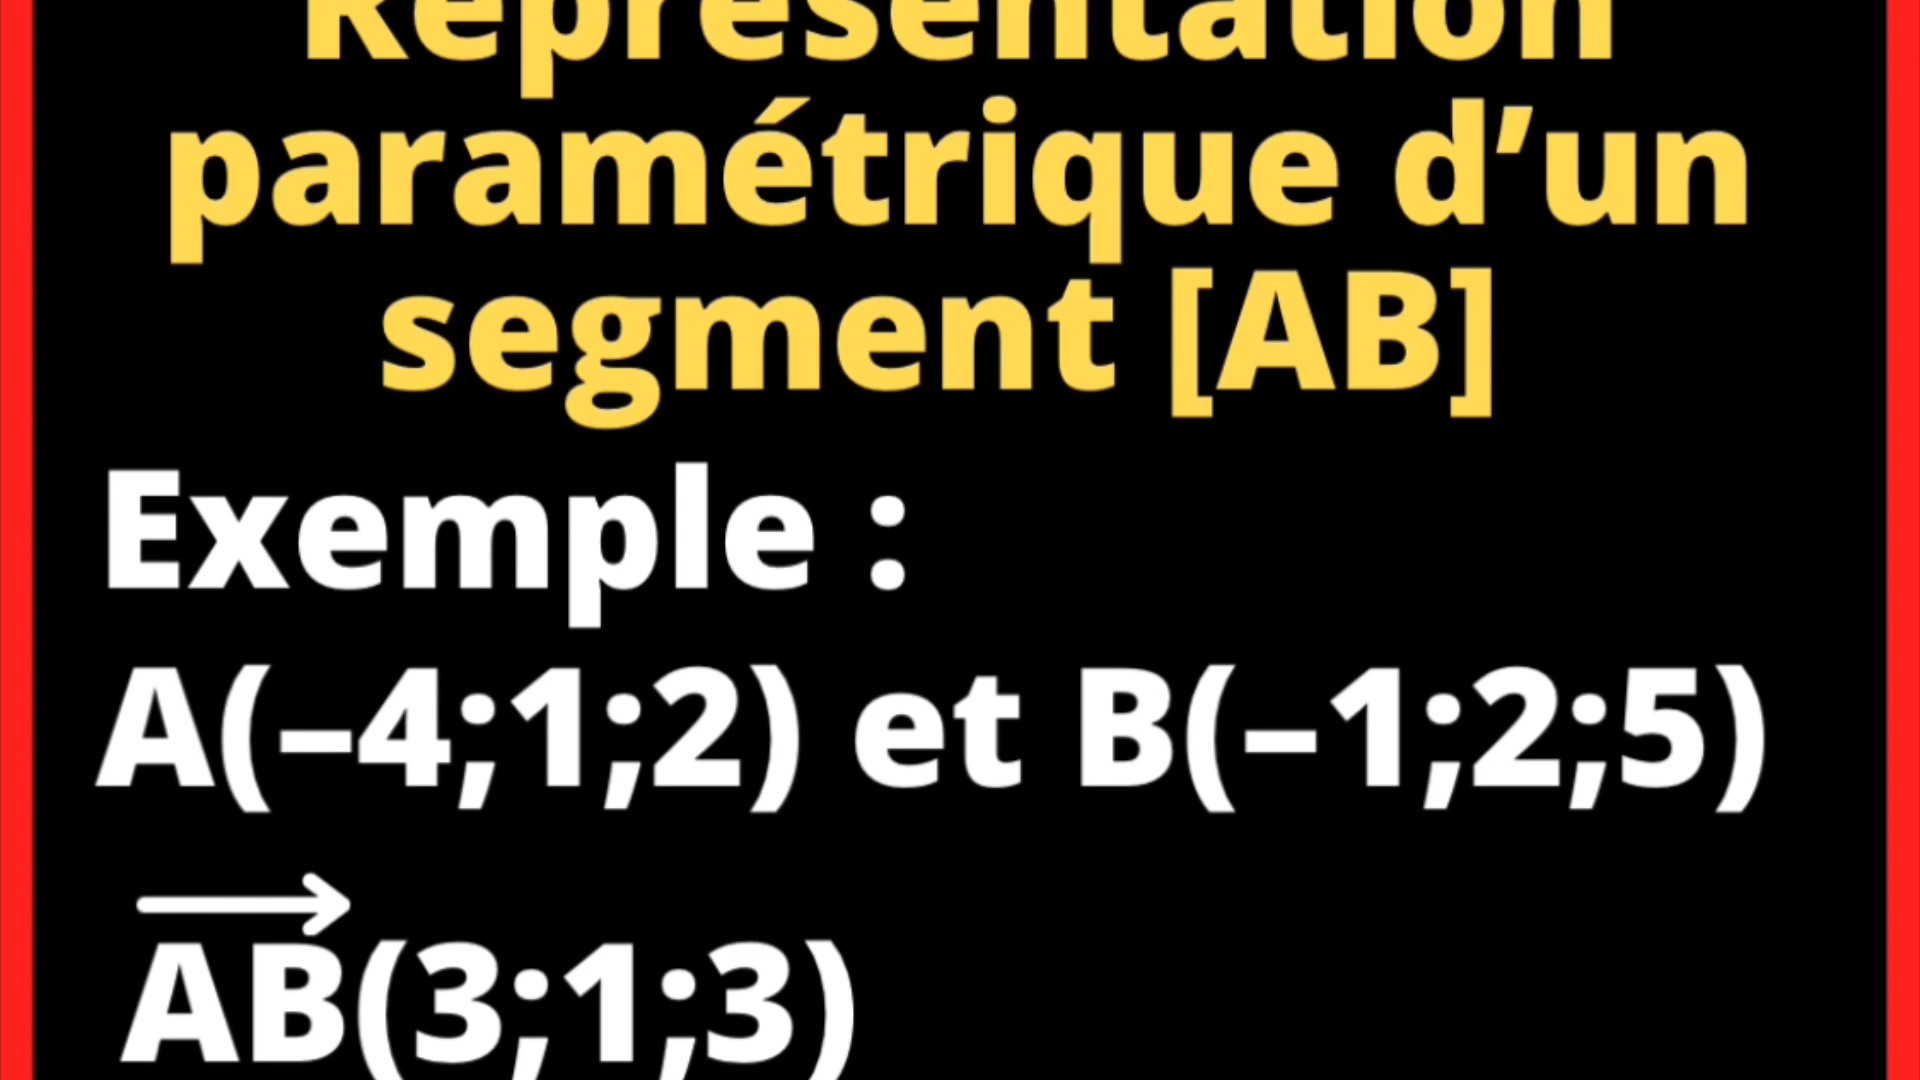 Représentation
paramétrique d’un
segment [AB]
Exemple :
A(–4;1;2) et B(–1;2;5)
AB(3;1;3)